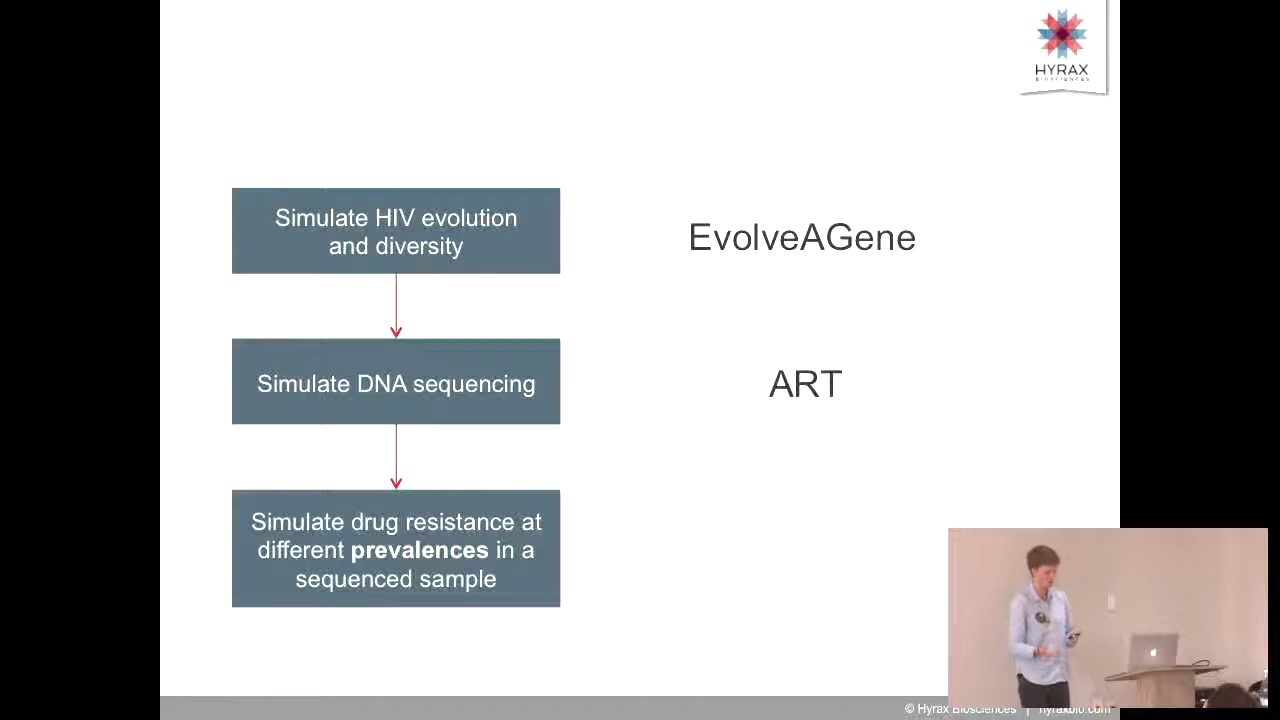 HYRAX
BIOSCIENCES
Simulate HIV evolution
and diversity
EvolveAGene
Simulate DNA sequencing
ART
Simulate drug resistance at
different prevalences in a
sequenced sample
© Hyrax Biosciences | hyraxbio.com